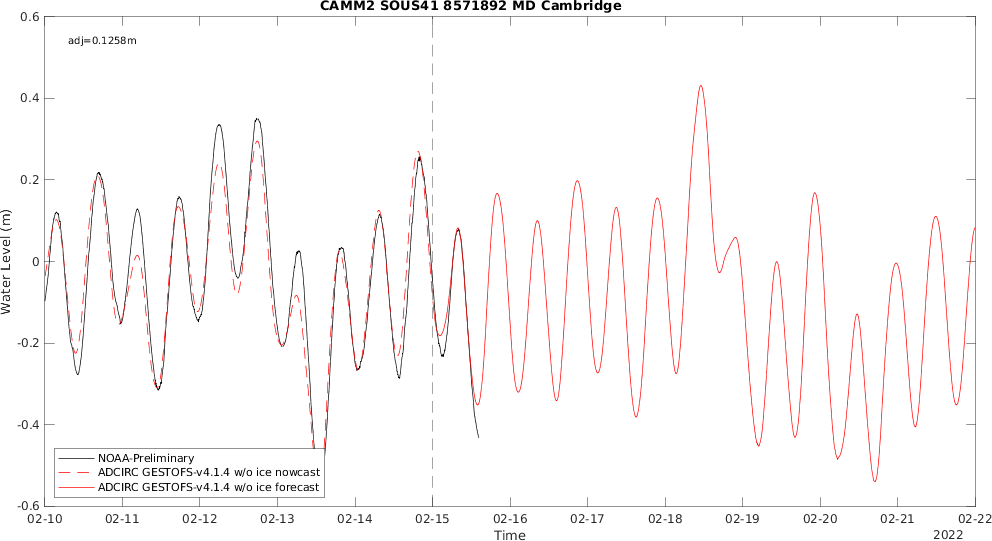 CAMM2 SOUS41 8571892 MD Cambridge
adj=0.1258m
0.6
0.4
0.2
0
-0.2
-0.4
-0.6
Water Level (m)
NOAA-Preliminary
ADCIRC GESTOFS-v4.1.4 w/o ice nowcast
ADCIRC GESTOFS-v4.1.4 w/o ice forecast
02-10 02-11 02-12 02-13 02-14 02-15 02-16 02-17 02-18 02-19 02-20 02-21 02-22
Time
2022